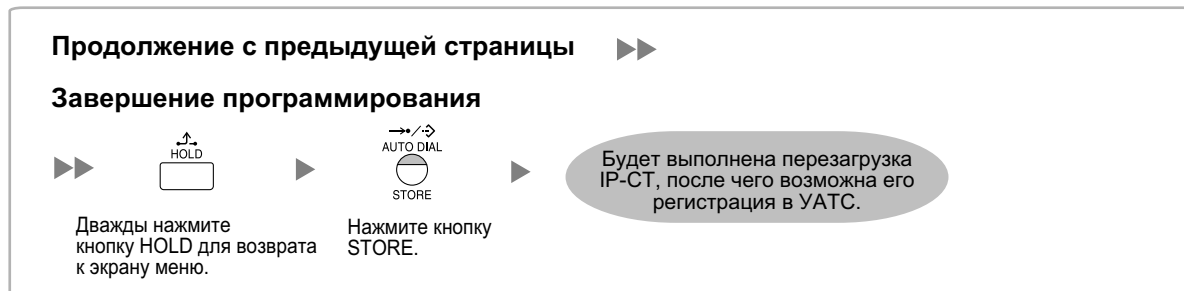 Продолжение с предыдущей страницы
Завершение программирования
HOLD
AUTO DIAL
STORE
Дважды нажмите
кнопку HOLD для возврата
к экрану меню.
Нажмите кнопку
STORE.
Будет выполнена перезагрузка
IP-СТ, после чего возможна его
регистрация в УАТС.